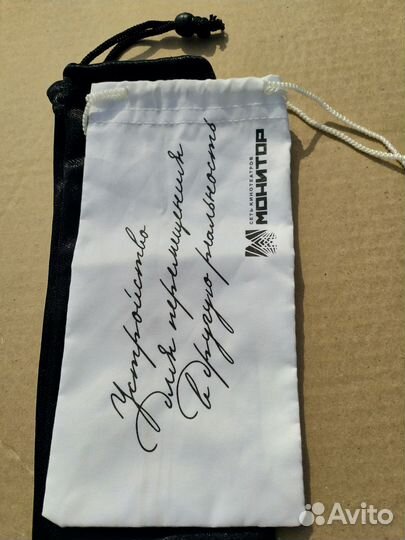 Устройство
для перемещения
в другую реальность
СЕТЬ КИНОТЕАТРОВ
МОНИТОР
Avito